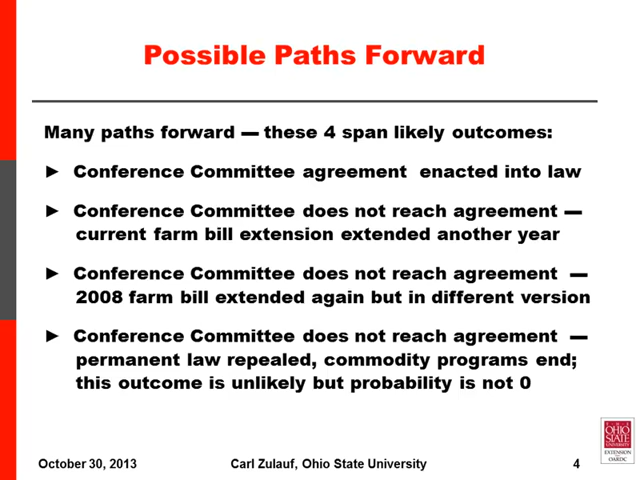 Possible Paths Forward
Many paths forward — these 4 span likely outcomes:
► Conference Committee agreement enacted into law
► Conference Committee does not reach agreement —
current farm bill extension extended another year
► Conference Committee does not reach agreement —
2008 farm bill extended again but in different version
► Conference Committee does not reach agreement —
permanent law repealed, commodity programs end;
this outcome is unlikely but probability is not 0
THE
OHIO
STATE
UNIVERSITY
EXTENSION
OARDC
October 30, 2013
Carl Zulauf, Ohio State University
4